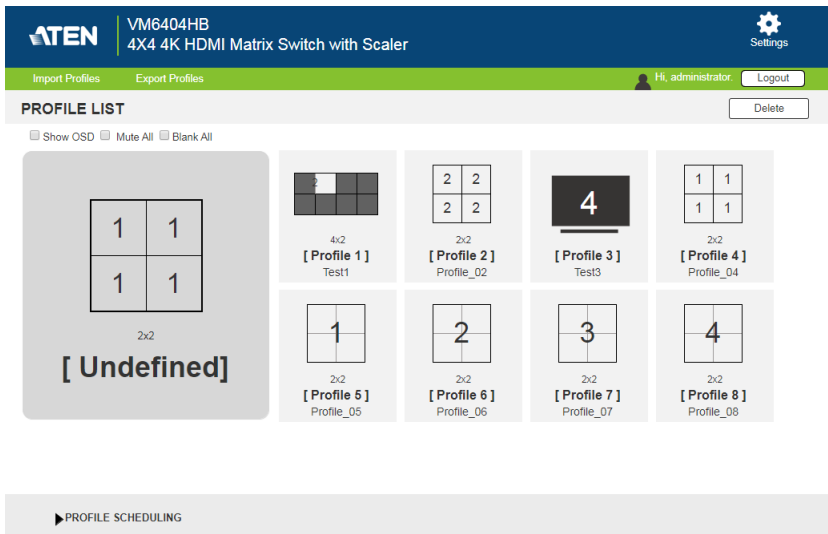 ATEN
VM6404HB
4X4 4K HDMI Matrix Switch with Scaler
Settings
Import Profiles Export Profiles
Hi, administrator. Logout
PROFILE LIST
Delete
Show OSD Mute All Blank All
1 1
1 1
2x2
[ Undefined]
2
4x2
[ Profile 1 ]
Test1
2 2
2 2
2x2
[ Profile 2 ]
Profile_02
4
[ Profile 3 ]
Test3
1 1
1 1
2x2
[ Profile 4 ]
Profile_04
1
2x2
[ Profile 5 ]
Profile_05
2
2x2
[ Profile 6 ]
Profile_06
3
2x2
[ Profile 7 ]
Profile_07
4
2x2
[ Profile 8 ]
Profile_08
PROFILE SCHEDULING